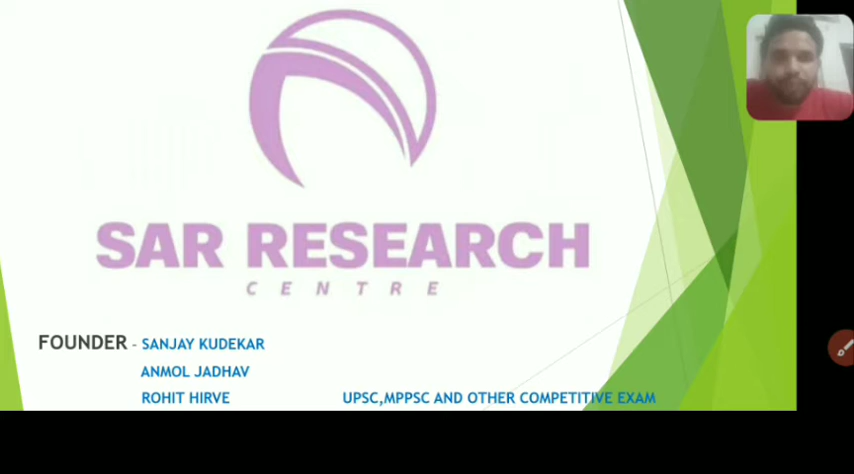 SAR RESEARCH
CENTRE
FOUNDER - SANJAY KUDEKAR
ANMOL JADHAV
ROHIT HIRVE
UPSC,MPPSC AND OTHER COMPETITIVE EXAM